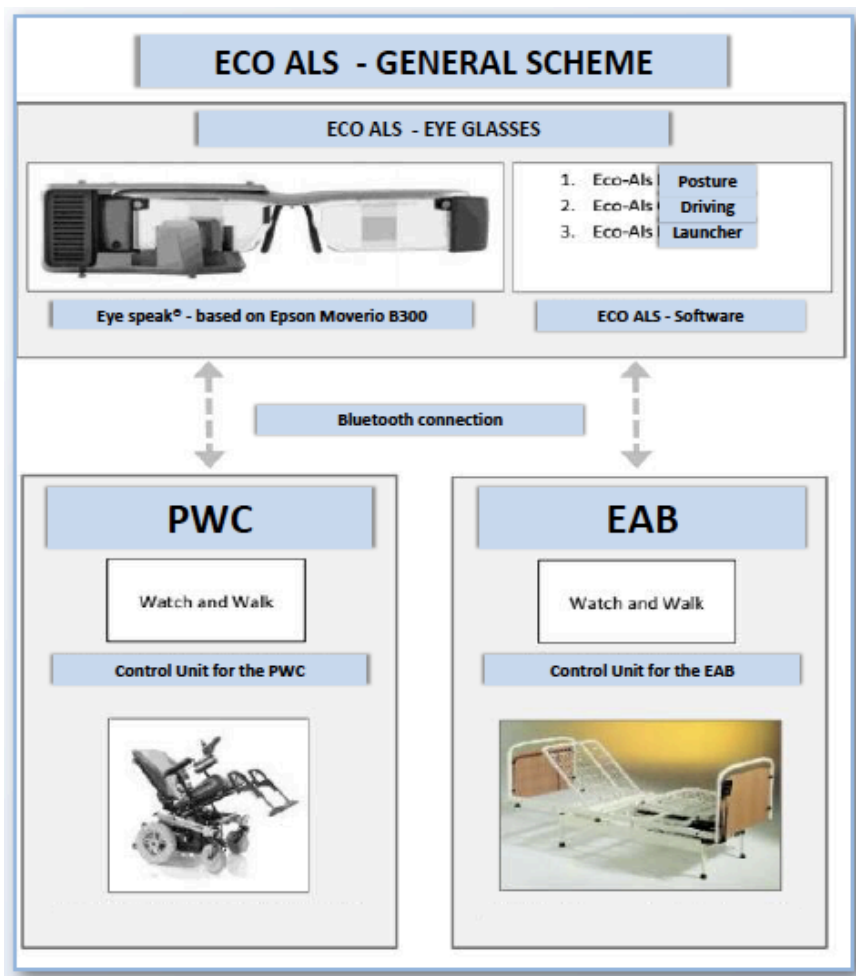 ECO ALS - GENERAL SCHEME
ECO ALS - EYE GLASSES
1. Eco-Als Posture
2. Eco-Als Driving
3. Eco-Als Launcher
Eye speak® - based on Epson Moverio B300
ECO ALS - Software
Bluetooth connection
PWC
EAB
Watch and Walk
Watch and Walk
Control Unit for the PWC
Control Unit for the EAB